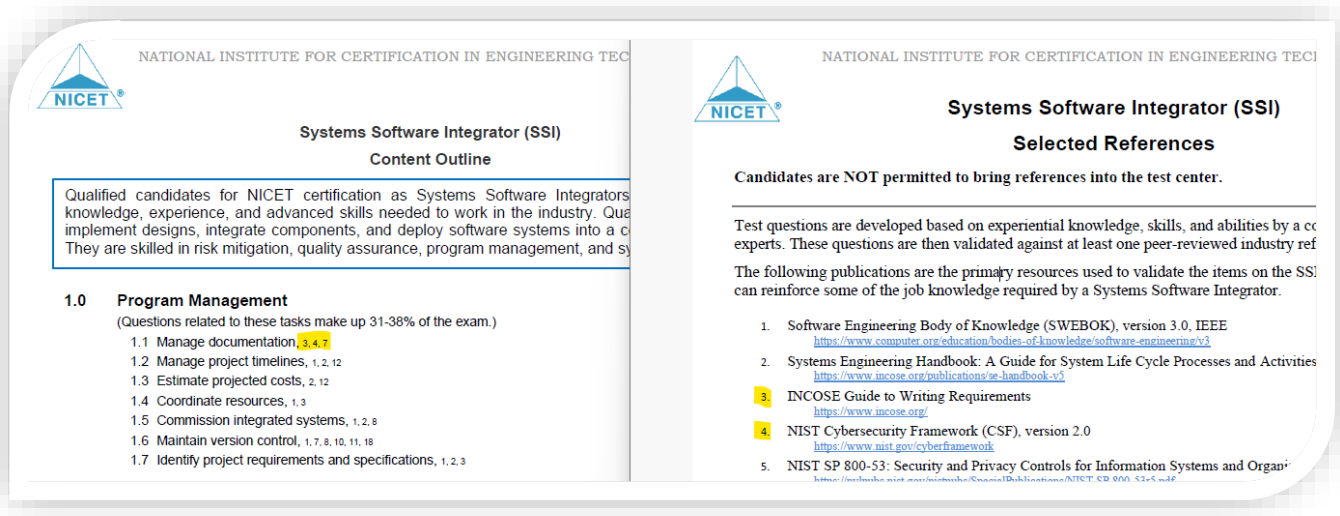 NATIONAL INSTITUTE FOR CERTIFICATION IN ENGINEERING TEC
NICET®
Systems Software Integrator (SSI)
Content Outline
Qualified candidates for NICET certification as Systems Software Integrators
knowledge, experience, and advanced skills needed to work in the industry. Qua
implement designs, integrate components, and deploy software systems into a c
They are skilled in risk mitigation, quality assurance, program management, and sy
1.0 Program Management
(Questions related to these tasks make up 31-38% of the exam.)
1.1 Manage documentation, 3, 4, 7
1.2 Manage project timelines, 1, 2, 12
1.3 Estimate projected costs, 2, 12
1.4 Coordinate resources, 1, 3
1.5 Commission integrated systems, 1, 2, 8
1.6 Maintain version control, 1, 7, 8, 10, 11, 18
1.7 Identify project requirements and specifications, 1, 2, 3
NATIONAL INSTITUTE FOR CERTIFICATION IN ENGINEERING TEC
NICET®
Systems Software Integrator (SSI)
Selected References
Candidates are NOT permitted to bring references into the test center.
Test questions are developed based on experiential knowledge, skills, and abilities by a co
experts. These questions are then validated against at least one peer-reviewed industry ref
The following publications are the primary resources used to validate the items on the SSI
can reinforce some of the job knowledge required by a Systems Software Integrator.
1. Software Engineering Body of Knowledge (SWEBOK), version 3.0, IEEE
https://www.computer.org/education/bodies-of-knowledge/software-engineering/v3
2. Systems Engineering Handbook: A Guide for System Life Cycle Processes and Activities
https://www.incose.org/publications/se-handbook-v5
3. INCOSE Guide to Writing Requirements
https://www.incose.org/
4. NIST Cybersecurity Framework (CSF), version 2.0
https://www.nist.gov/cyberframework
5. NIST SP 800-53: Security and Privacy Controls for Information Systems and Organi
https://nvlpubs.nist.gov/nistpubs/SpecialPublications/NIST.SP.800-53r5.pdf